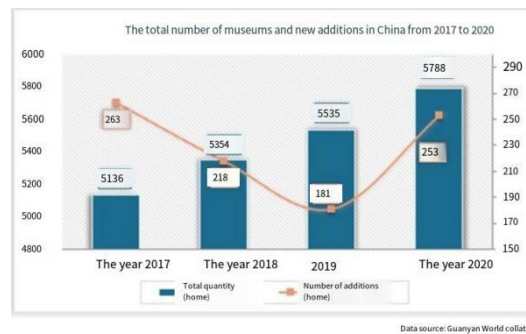 The total number of museums and new additions in China from 2017 to 2020
6000
5800
5600
5400
5200
5000
4800
290
270
250
230
210
190
170
150
263
5136
5354
218
5535
181
5788
253
The year 2017
The year 2018
2019
The year 2020
Total quantity
(home)
Number of additions
(home)
Data source: Guanyan World collat